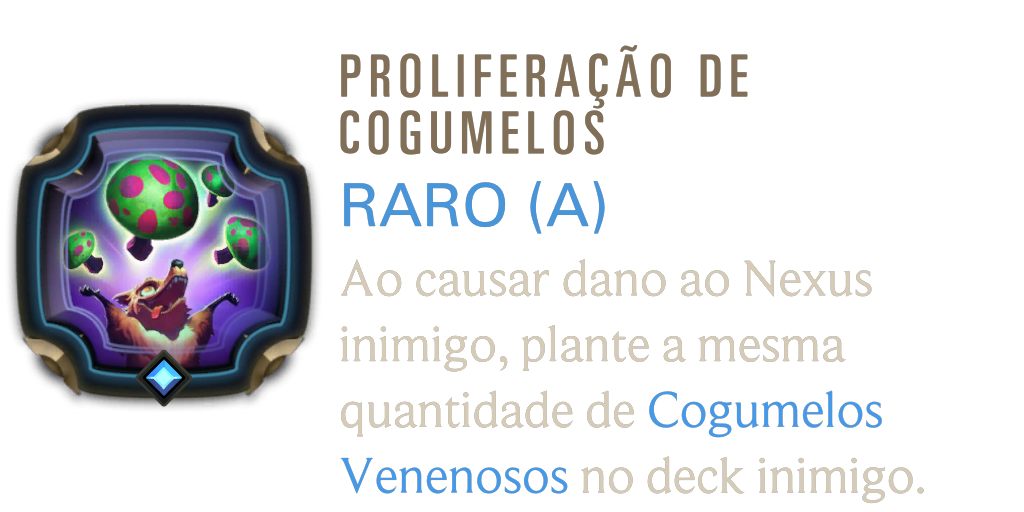 PROLIFERAÇÃO DE
COGUMELOS
RARO (A)
Ao causar dano ao Nexus
inimigo, plante a mesma
quantidade de Cogumelos
Venenosos no deck inimigo.